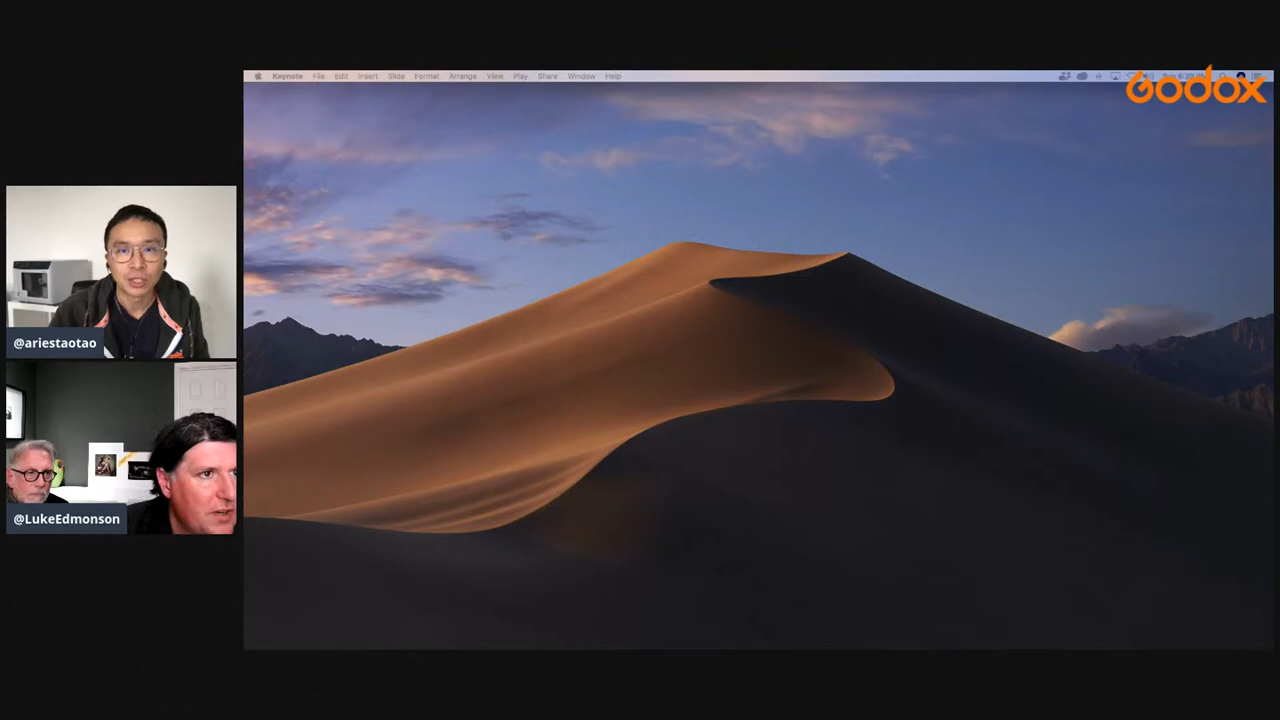 Keynote File Edit Insert Slide Format Arrange View Play Share Window Help
Godox
@ariestaotao
@LukeEdmonson